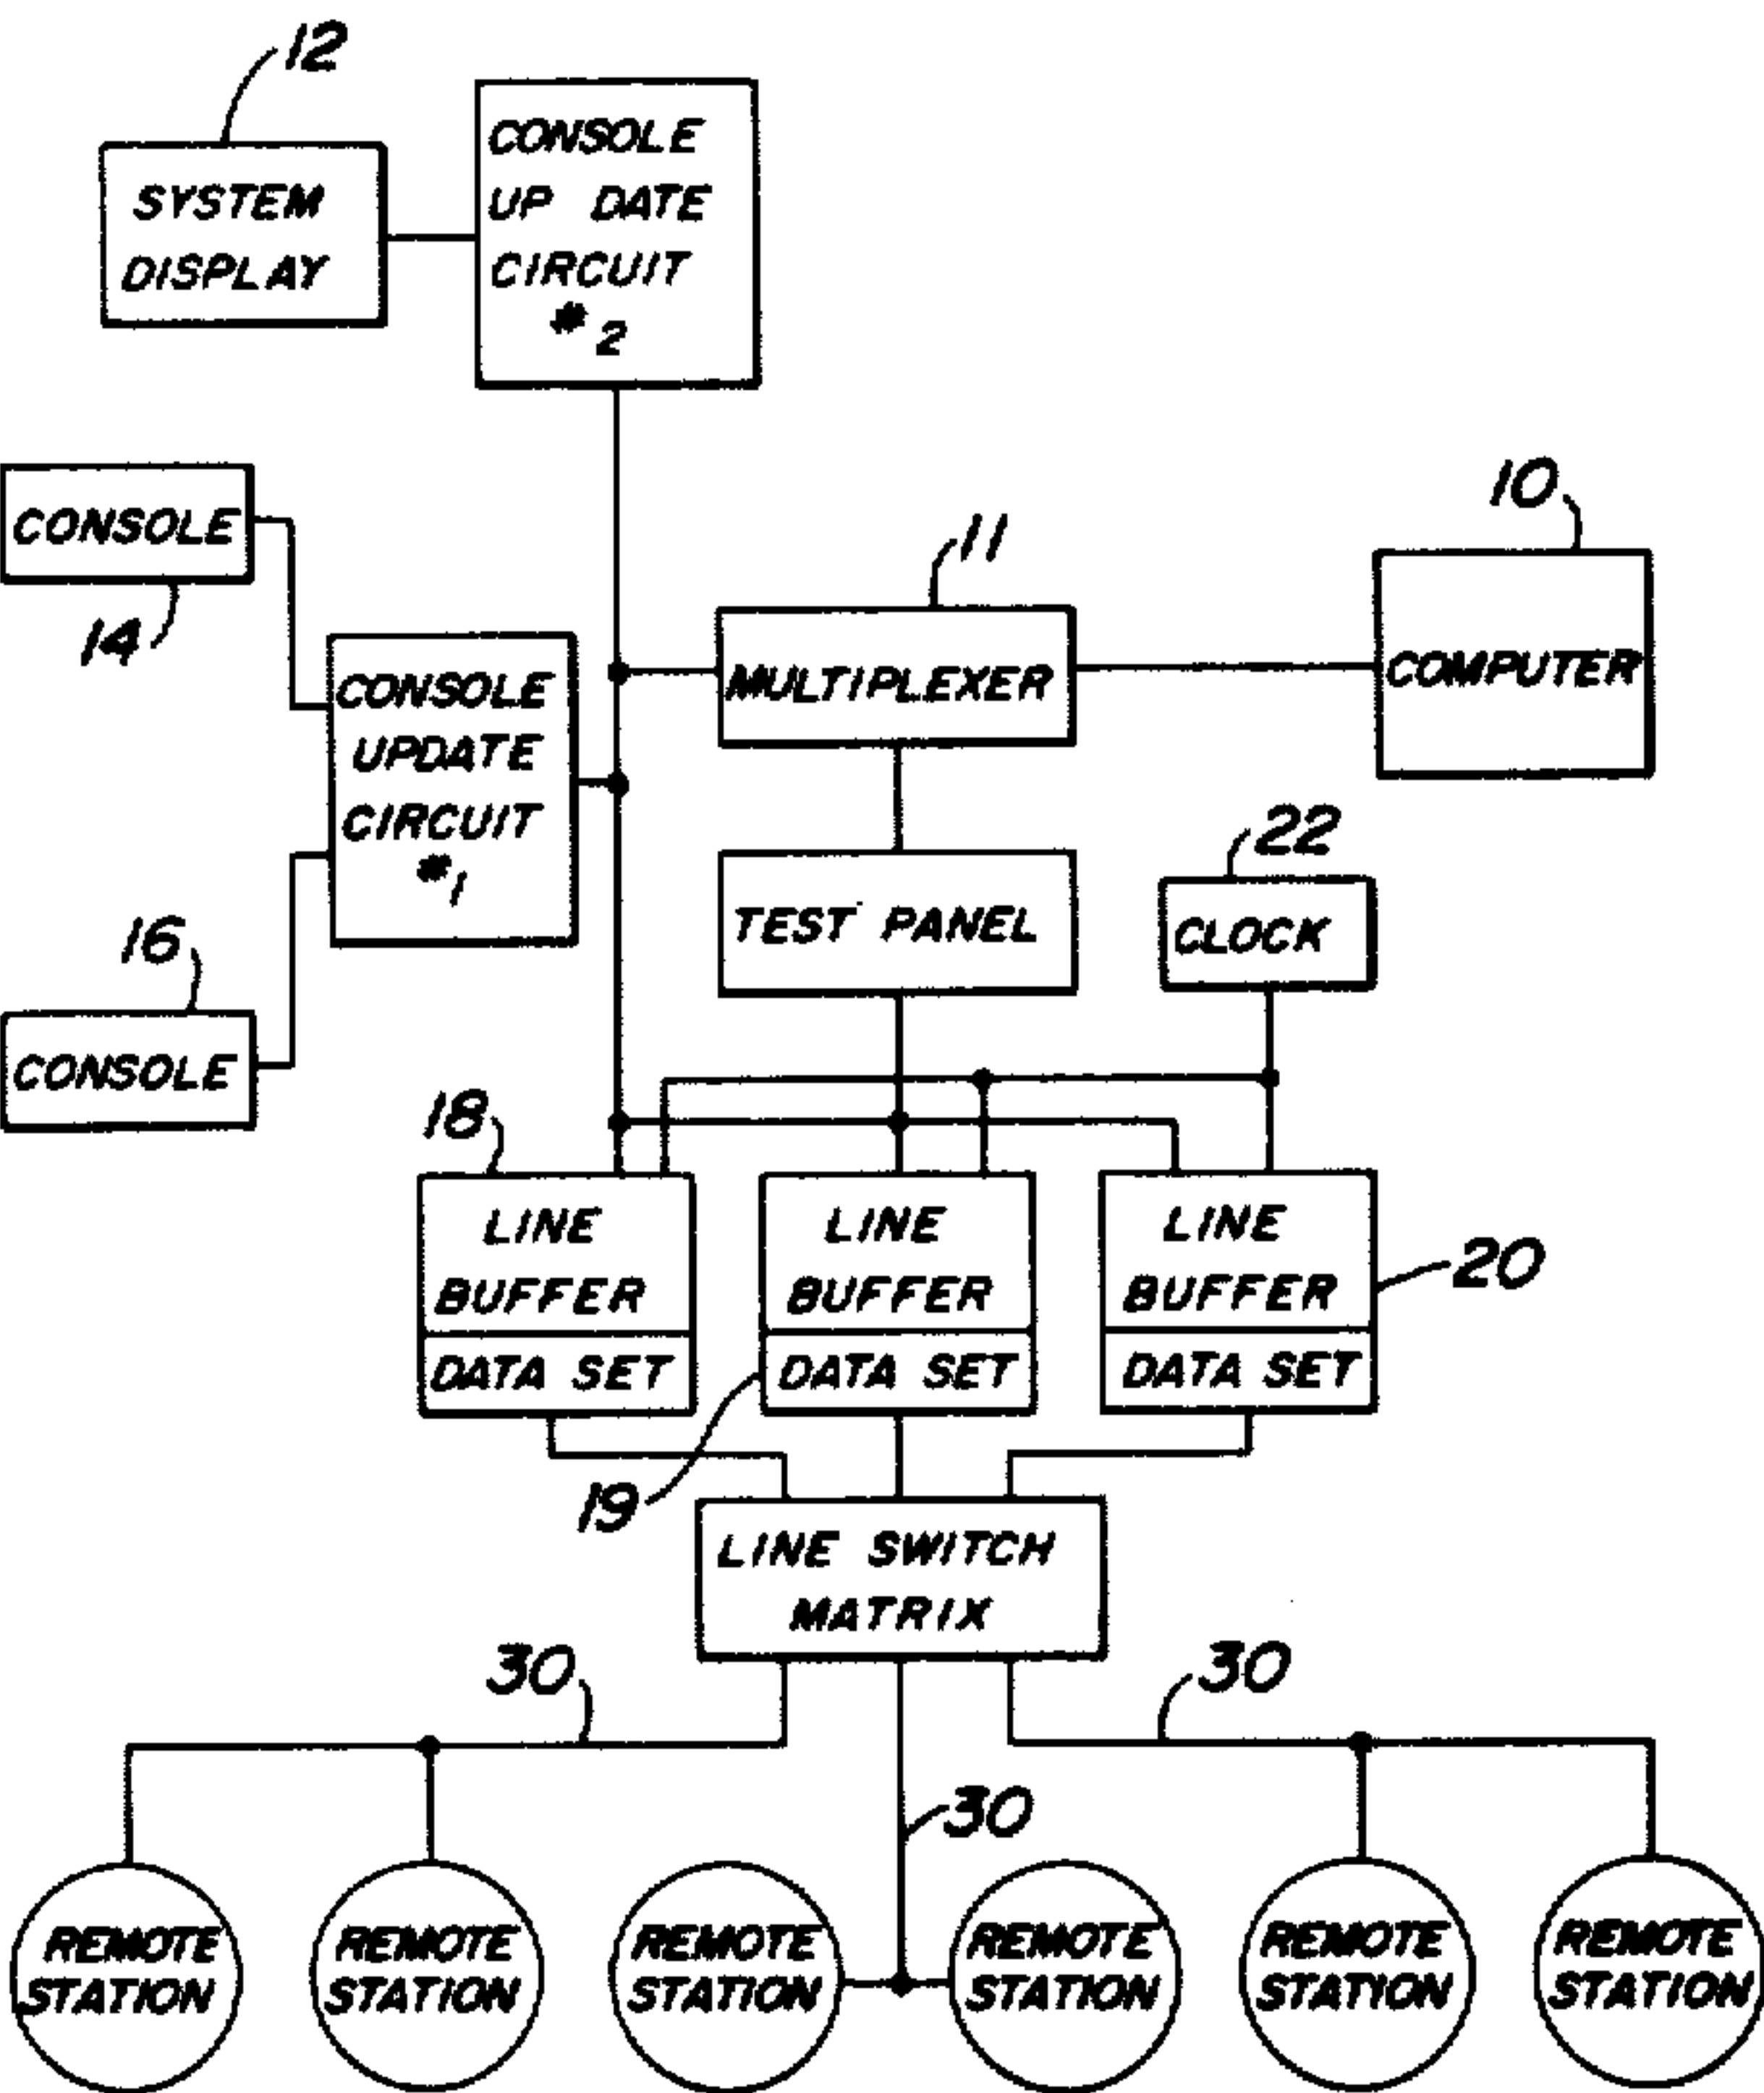 12
SYSTEM
DISPLAY
CONSOLE
UP DATE
CIRCUIT
#2
CONSOLE
14
CONSOLE
UPDATE
CIRCUIT
#1
16
CONSOLE
11
MULTIPLEXER
10
COMPUTER
TEST PANEL
22
CLOCK
18
LINE
BUFFER
DATA SET
LINE
BUFFER
DATA SET
19
LINE
BUFFER
DATA SET
20
LINE SWITCH
MATRIX
30
30
30
REMOTE
STATION
REMOTE
STATION
REMOTE
STATION
REMOTE
STATION
REMOTE
STATION
REMOTE
STATION